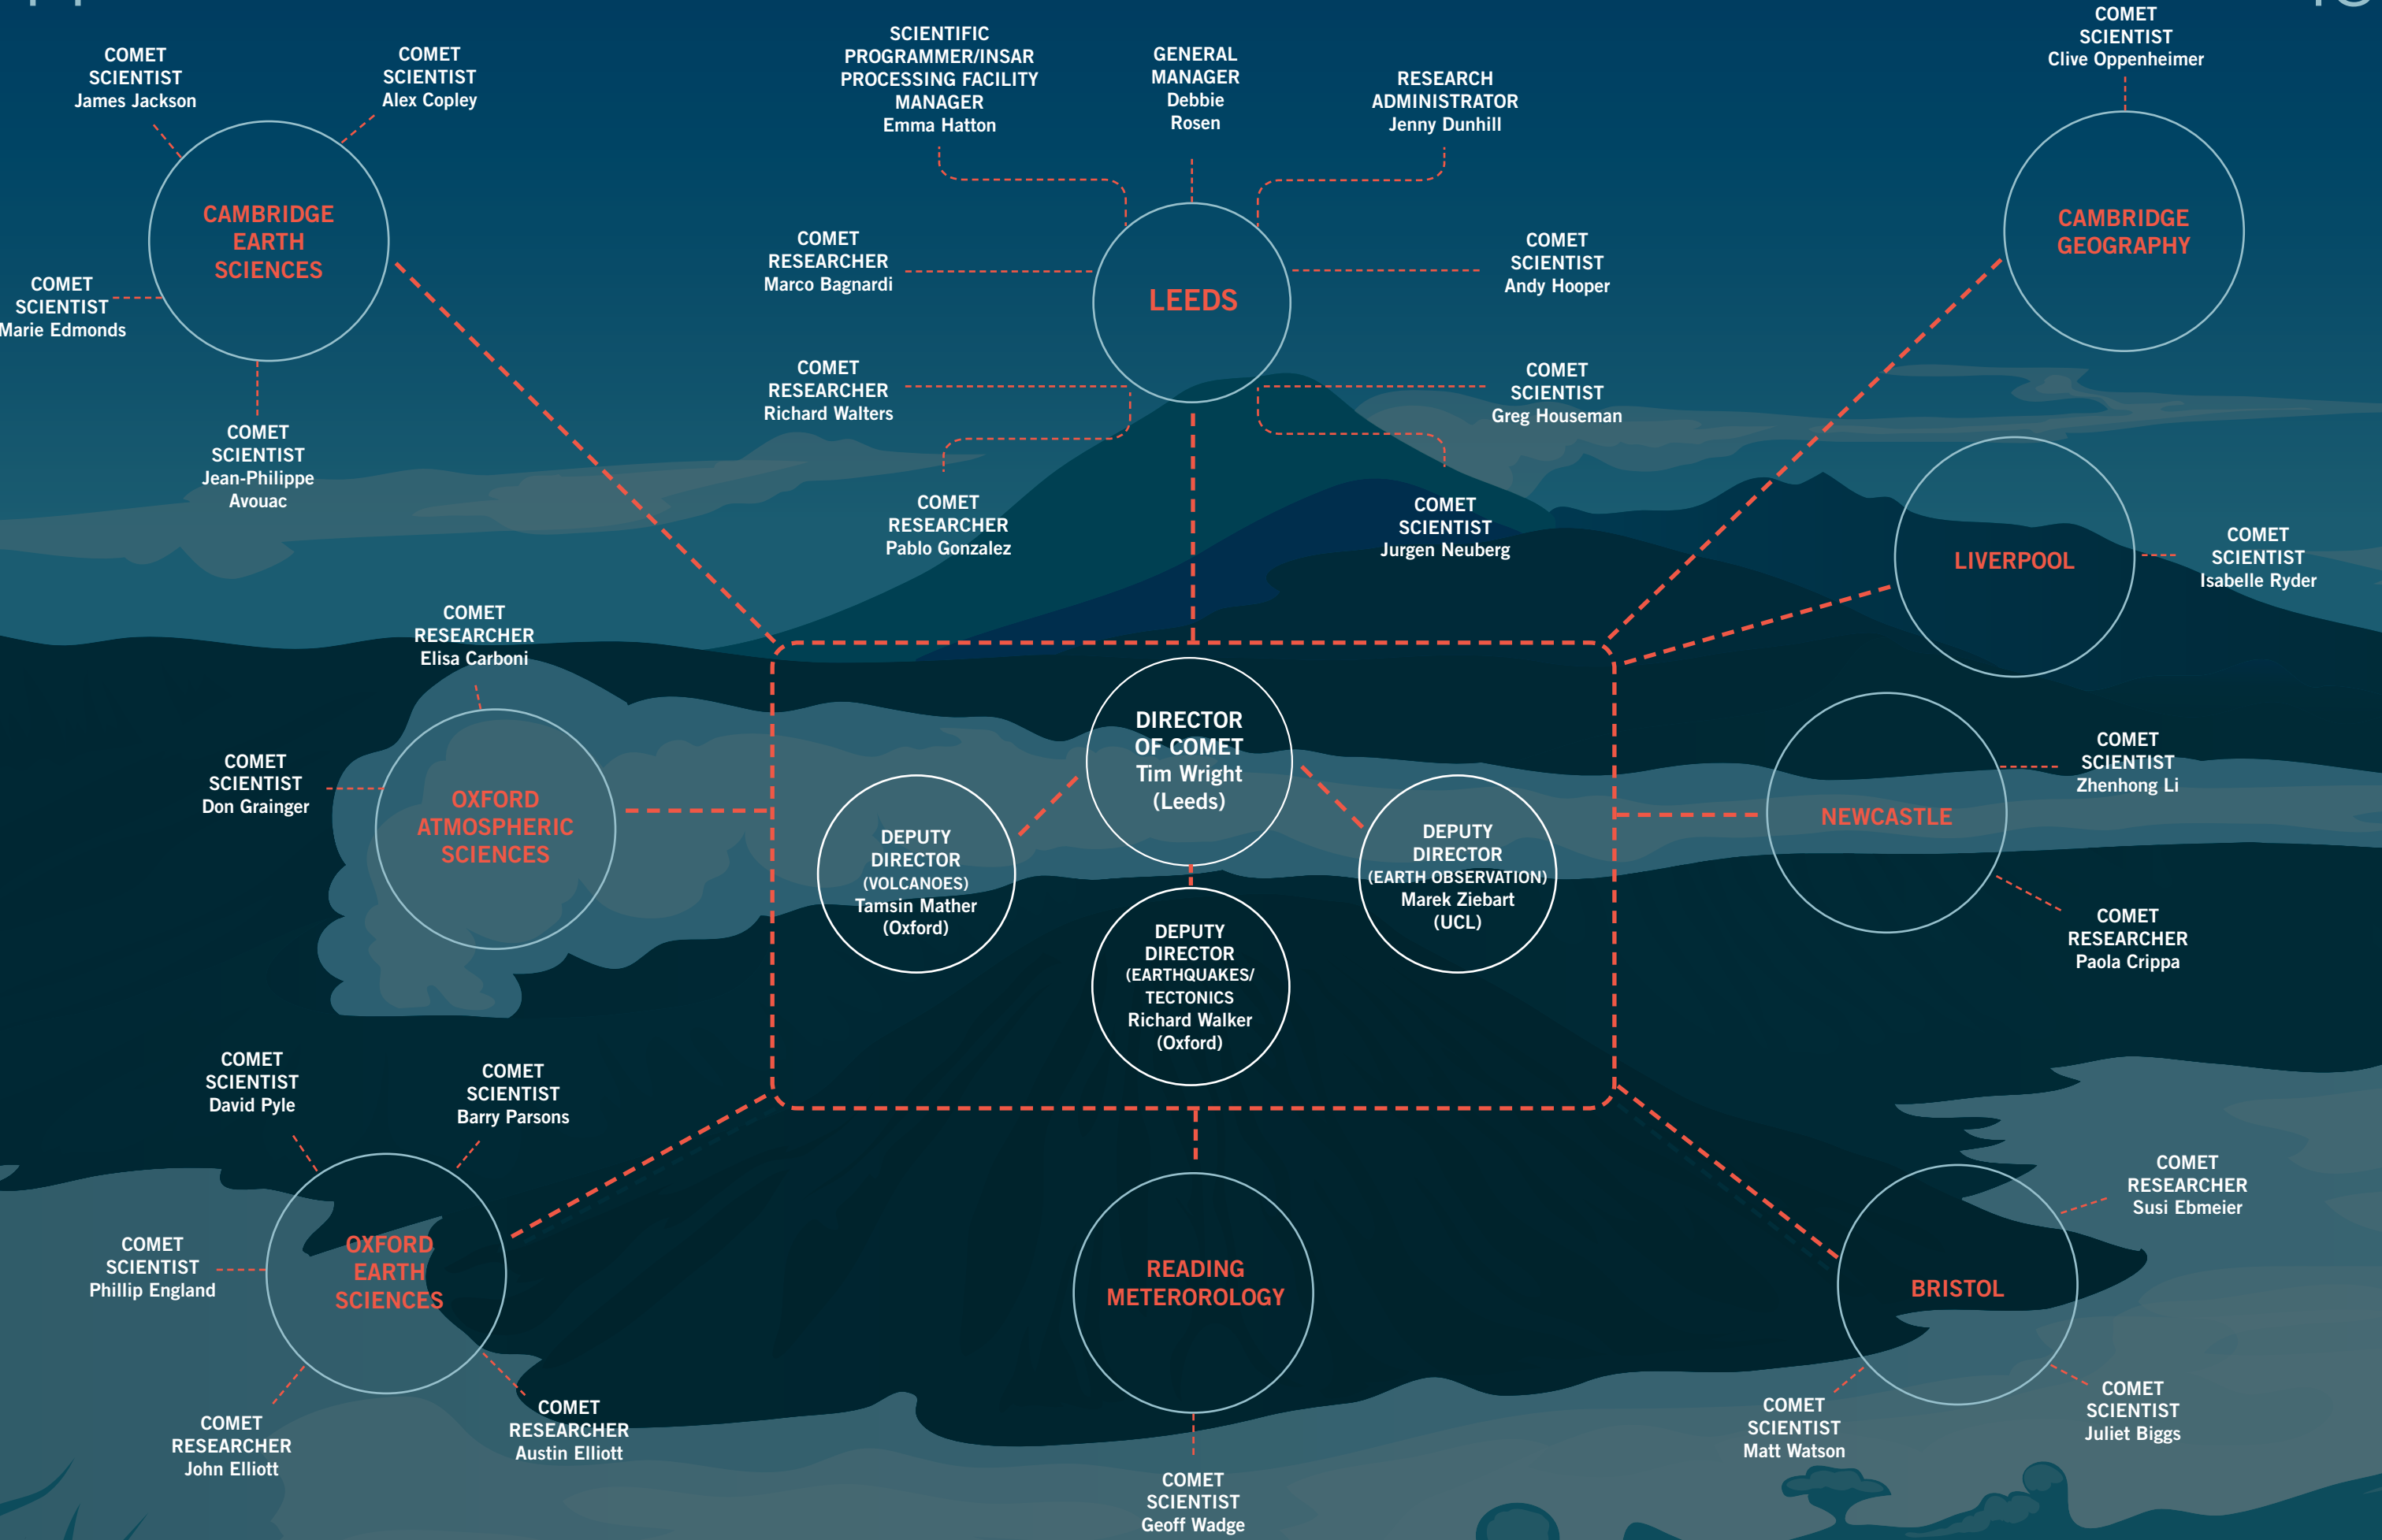 COMET
SCIENTIST
James Jackson
COMET
SCIENTIST
Alex Copley
CAMBRIDGE
EARTH
SCIENCES
COMET
SCIENTIST
Marie Edmonds
COMET
SCIENTIST
Jean-Philippe
Avouac
SCIENTIFIC
PROGRAMMER/INSAR
PROCESSING FACILITY
MANAGER
Emma Hatton
GENERAL
MANAGER
Debbie
Rosen
RESEARCH
ADMINISTRATOR
Jenny Dunhill
COMET
RESEARCHER
Marco Bagnardi
LEEDS
COMET
SCIENTIST
Andy Hooper
COMET
RESEARCHER
Richard Walters
COMET
SCIENTIST
Greg Houseman
COMET
RESEARCHER
Pablo Gonzalez
COMET
SCIENTIST
Jurgen Neuberg
COMET
SCIENTIST
Clive Oppenheimer
CAMBRIDGE
GEOGRAPHY
LIVERPOOL
COMET
SCIENTIST
Isabelle Ryder
COMET
RESEARCHER
Elisa Carboni
COMET
SCIENTIST
Don Grainger
OXFORD
ATMOSPHERIC
SCIENCES
DIRECTOR
OF COMET
Tim Wright
(Leeds)
DEPUTY
DIRECTOR
(VOLCANOES)
Tamsin Mather
(Oxford)
DEPUTY
DIRECTOR
(EARTHQUAKES/
TECTONICS
Richard Walker
(Oxford)
DEPUTY
DIRECTOR
(EARTH OBSERVATION)
Marek Ziebart
(UCL)
NEWCASTLE
COMET
SCIENTIST
Zhenhong Li
COMET
RESEARCHER
Paola Crippa
COMET
SCIENTIST
David Pyle
COMET
SCIENTIST
Barry Parsons
COMET
SCIENTIST
Phillip England
OXFORD
EARTH
SCIENCES
COMET
RESEARCHER
John Elliott
COMET
RESEARCHER
Austin Elliott
READING
METEROROLOGY
COMET
SCIENTIST
Geoff Wadge
BRISTOL
COMET
RESEARCHER
Susi Ebmeier
COMET
SCIENTIST
Matt Watson
COMET
SCIENTIST
Juliet Biggs